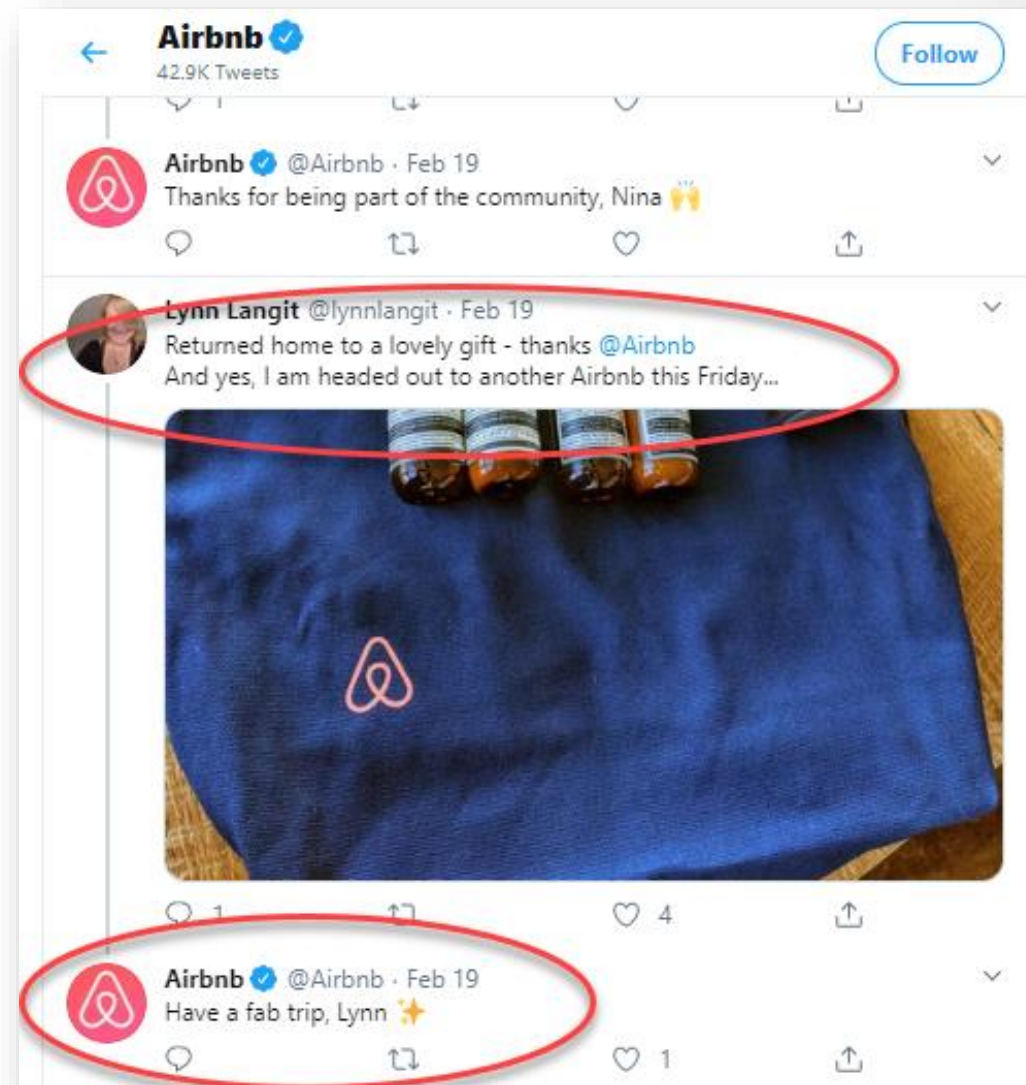 Airbnb
42.9K Tweets
Follow
1
Airbnb @Airbnb · Feb 19
Thanks for being part of the community, Nina 🙌
Lynn Langit @lynnlangit · Feb 19
Returned home to a lovely gift - thanks @Airbnb
And yes, I am headed out to another Airbnb this Friday...
1 4
Airbnb @Airbnb · Feb 19
Have a fab trip, Lynn ✨
1